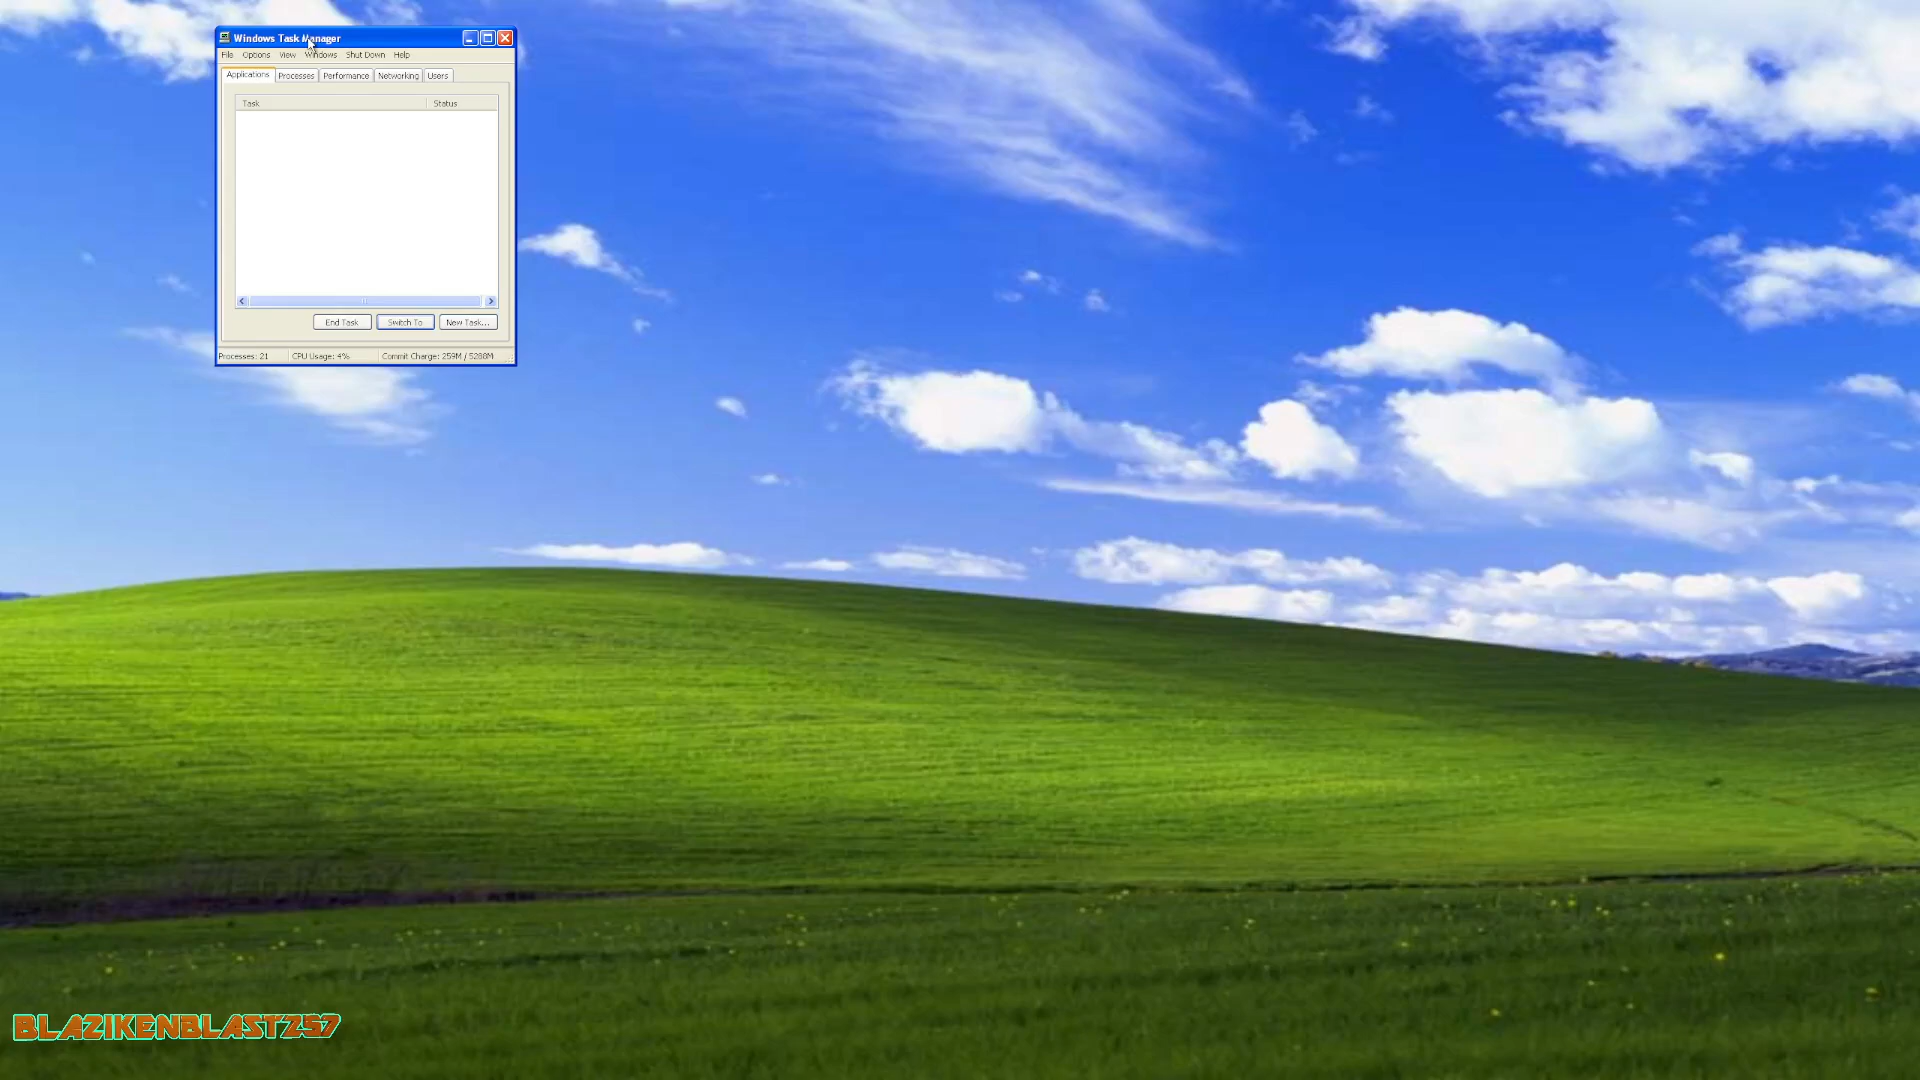 Windows Task Manager
File Options View Windows Shut Down Help
Applications Processes Performance Networking Users
Task Status
End Task Switch To New Task...
Processes: 21 CPU Usage: 4% Commit Charge: 259M / 5288M
BLAZIKENBLAST257